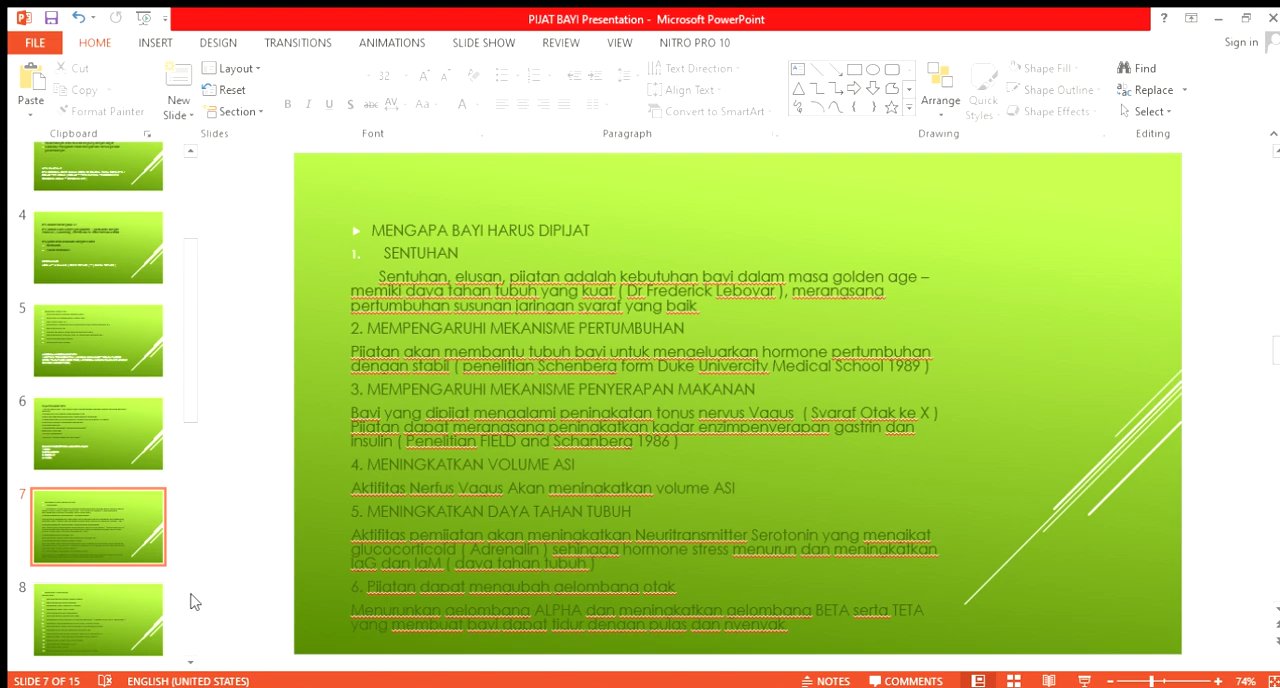 PIJAT BAYI Presentation - Microsoft PowerPoint
FILE HOME INSERT DESIGN TRANSITIONS ANIMATIONS SLIDE SHOW REVIEW VIEW NITRO PRO 10 Sign in
Paste
Cut
Copy
Format Painter
Clipboard
New
Slide
Layout
Reset
Section
Slides
32
B I U S abc AV Aa A
Font
Text Direction
Align Text
Convert to SmartArt
Paragraph
Arrange
Quick
Styles
Shape Fill
Shape Outline
Shape Effects
Drawing
Find
Replace
Select
Editing
4
5
6
7
8
MENGAPA BAYI HARUS DIPIJAT
1. SENTUHAN
Sentuhan, elusan, pijatan adalah kebutuhan bayi dalam masa golden age –
memiki daya tahan tubuh yang kuat ( Dr Frederick Leboyar ), merangsang
pertumbuhan susunan jaringan syaraf yang baik
2. MEMPENGARUHI MEKANISME PERTUMBUHAN
Pijatan akan membantu tubuh bayi untuk mengeluarkan hormone pertumbuhan
dengan stabil ( penelitian Schenberg form Duke Univercity Medical School 1989 )
3. MEMPENGARUHI MEKANISME PENYERAPAN MAKANAN
Bayi yang dipijat mengalami peningkatan tonus nervus Vagus ( Syaraf Otak ke X )
Pijatan dapat merangsang peningkatan kadar enzimpenyerapan gastrin dan
insulin ( Penelitian FIELD and Schanberg 1986 )
4. MENINGKATKAN VOLUME ASI
Aktifitas Nerfus Vagus Akan meningkatkan volume ASI
5. MENINGKATKAN DAYA TAHAN TUBUH
Aktifitas pemijatan akan meningkatkan Neuritransmitter Serotonin yang mengikat
glucocorticoid ( Adrenalin ) sehingga hormone stress menurun dan meningkatkan
IgG dan IgM ( daya tahan tubuh )
6. Pijatan dapat mengubah gelombang otak
Menurunkan gelombang ALPHA dan meningkatkan gelombang BETA serta TETA
yang membuat bayi dapat tidur dengan pulas dan nyenyak
SLIDE 7 OF 15 ENGLISH (UNITED STATES) NOTES COMMENTS 74%